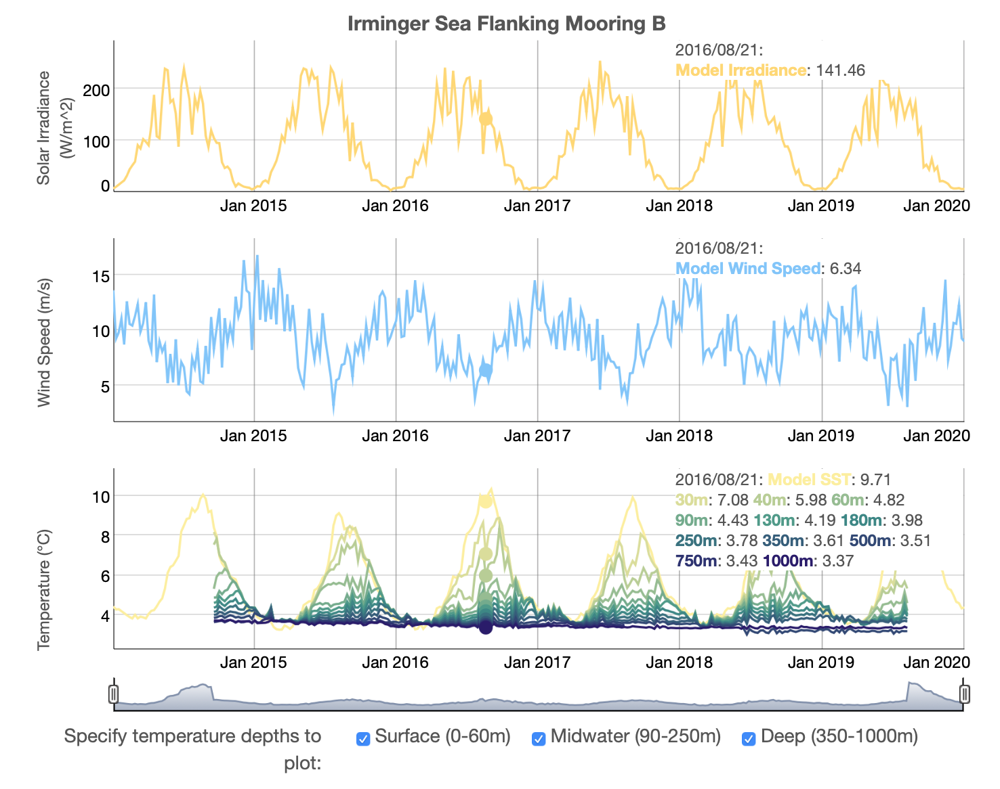 Irminger Sea Flanking Mooring B
Solar Irradiance
(W/m^2)
200
100
0
2016/08/21:
Model Irradiance: 141.46
Jan 2015
Jan 2016
Jan 2017
Jan 2018
Jan 2019
Jan 2020
Wind Speed (m/s)
15
10
5
2016/08/21:
Model Wind Speed: 6.34
Jan 2015
Jan 2016
Jan 2017
Jan 2018
Jan 2019
Jan 2020
Temperature (°C)
10
8
6
4
2016/08/21: Model SST: 9.71
30m: 7.08 40m: 5.98 60m: 4.82
90m: 4.43 130m: 4.19 180m: 3.98
250m: 3.78 350m: 3.61 500m: 3.51
750m: 3.43 1000m: 3.37
Jan 2015
Jan 2016
Jan 2017
Jan 2018
Jan 2019
Jan 2020
Specify temperature depths to
plot:
Surface (0-60m)
Midwater (90-250m)
Deep (350-1000m)